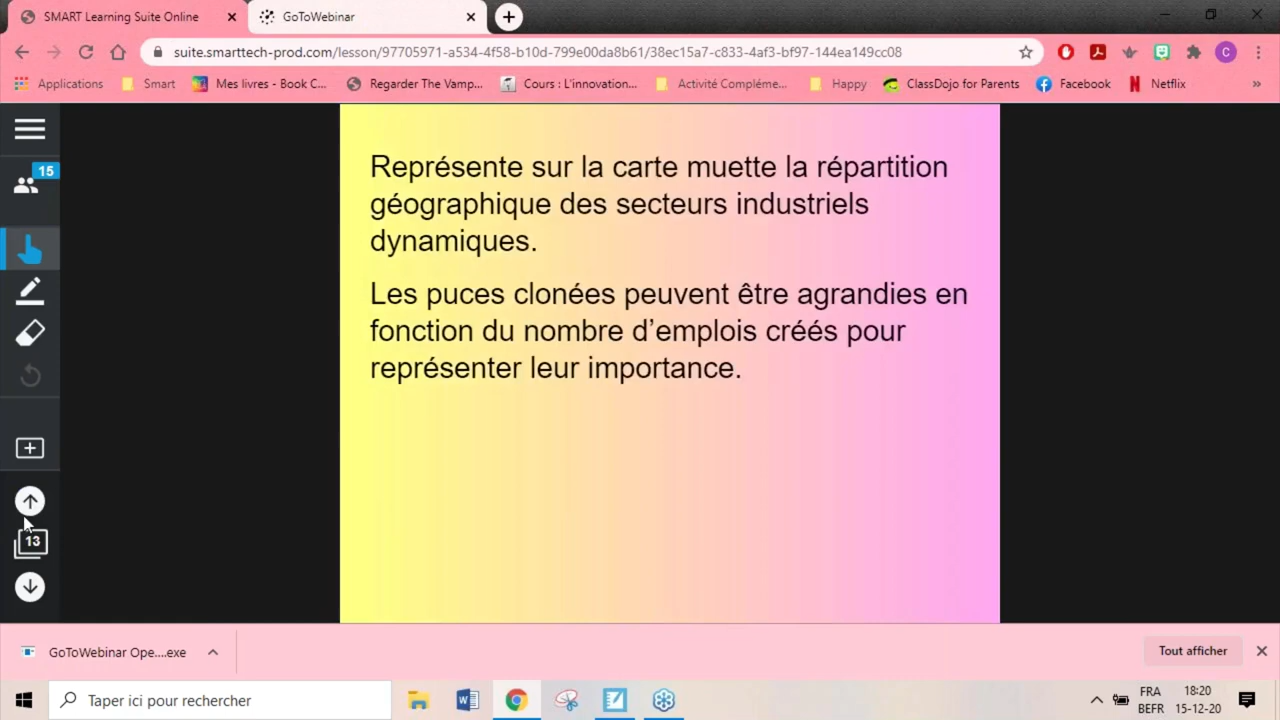 SMART Learning Suite Online
GoToWebinar
suite.smarttech-prod.com/lesson/97705971-a534-4f58-b10d-799e00da8b61/38ec15a7-c833-4af3-bf97-144ea149cc08
C
Applications Smart Mes livres - Book C... Regarder The Vamp... Cours : L'innovation... Activité Compléme... Happy ClassDojo for Parents Facebook Netflix »
15
Représente sur la carte muette la répartition
géographique des secteurs industriels
dynamiques.
Les puces clonées peuvent être agrandies en
fonction du nombre d’emplois créés pour
représenter leur importance.
13
GoToWebinar Ope....exe
Tout afficher
Taper ici pour rechercher
FRA 18:20
BEFR 15-12-20